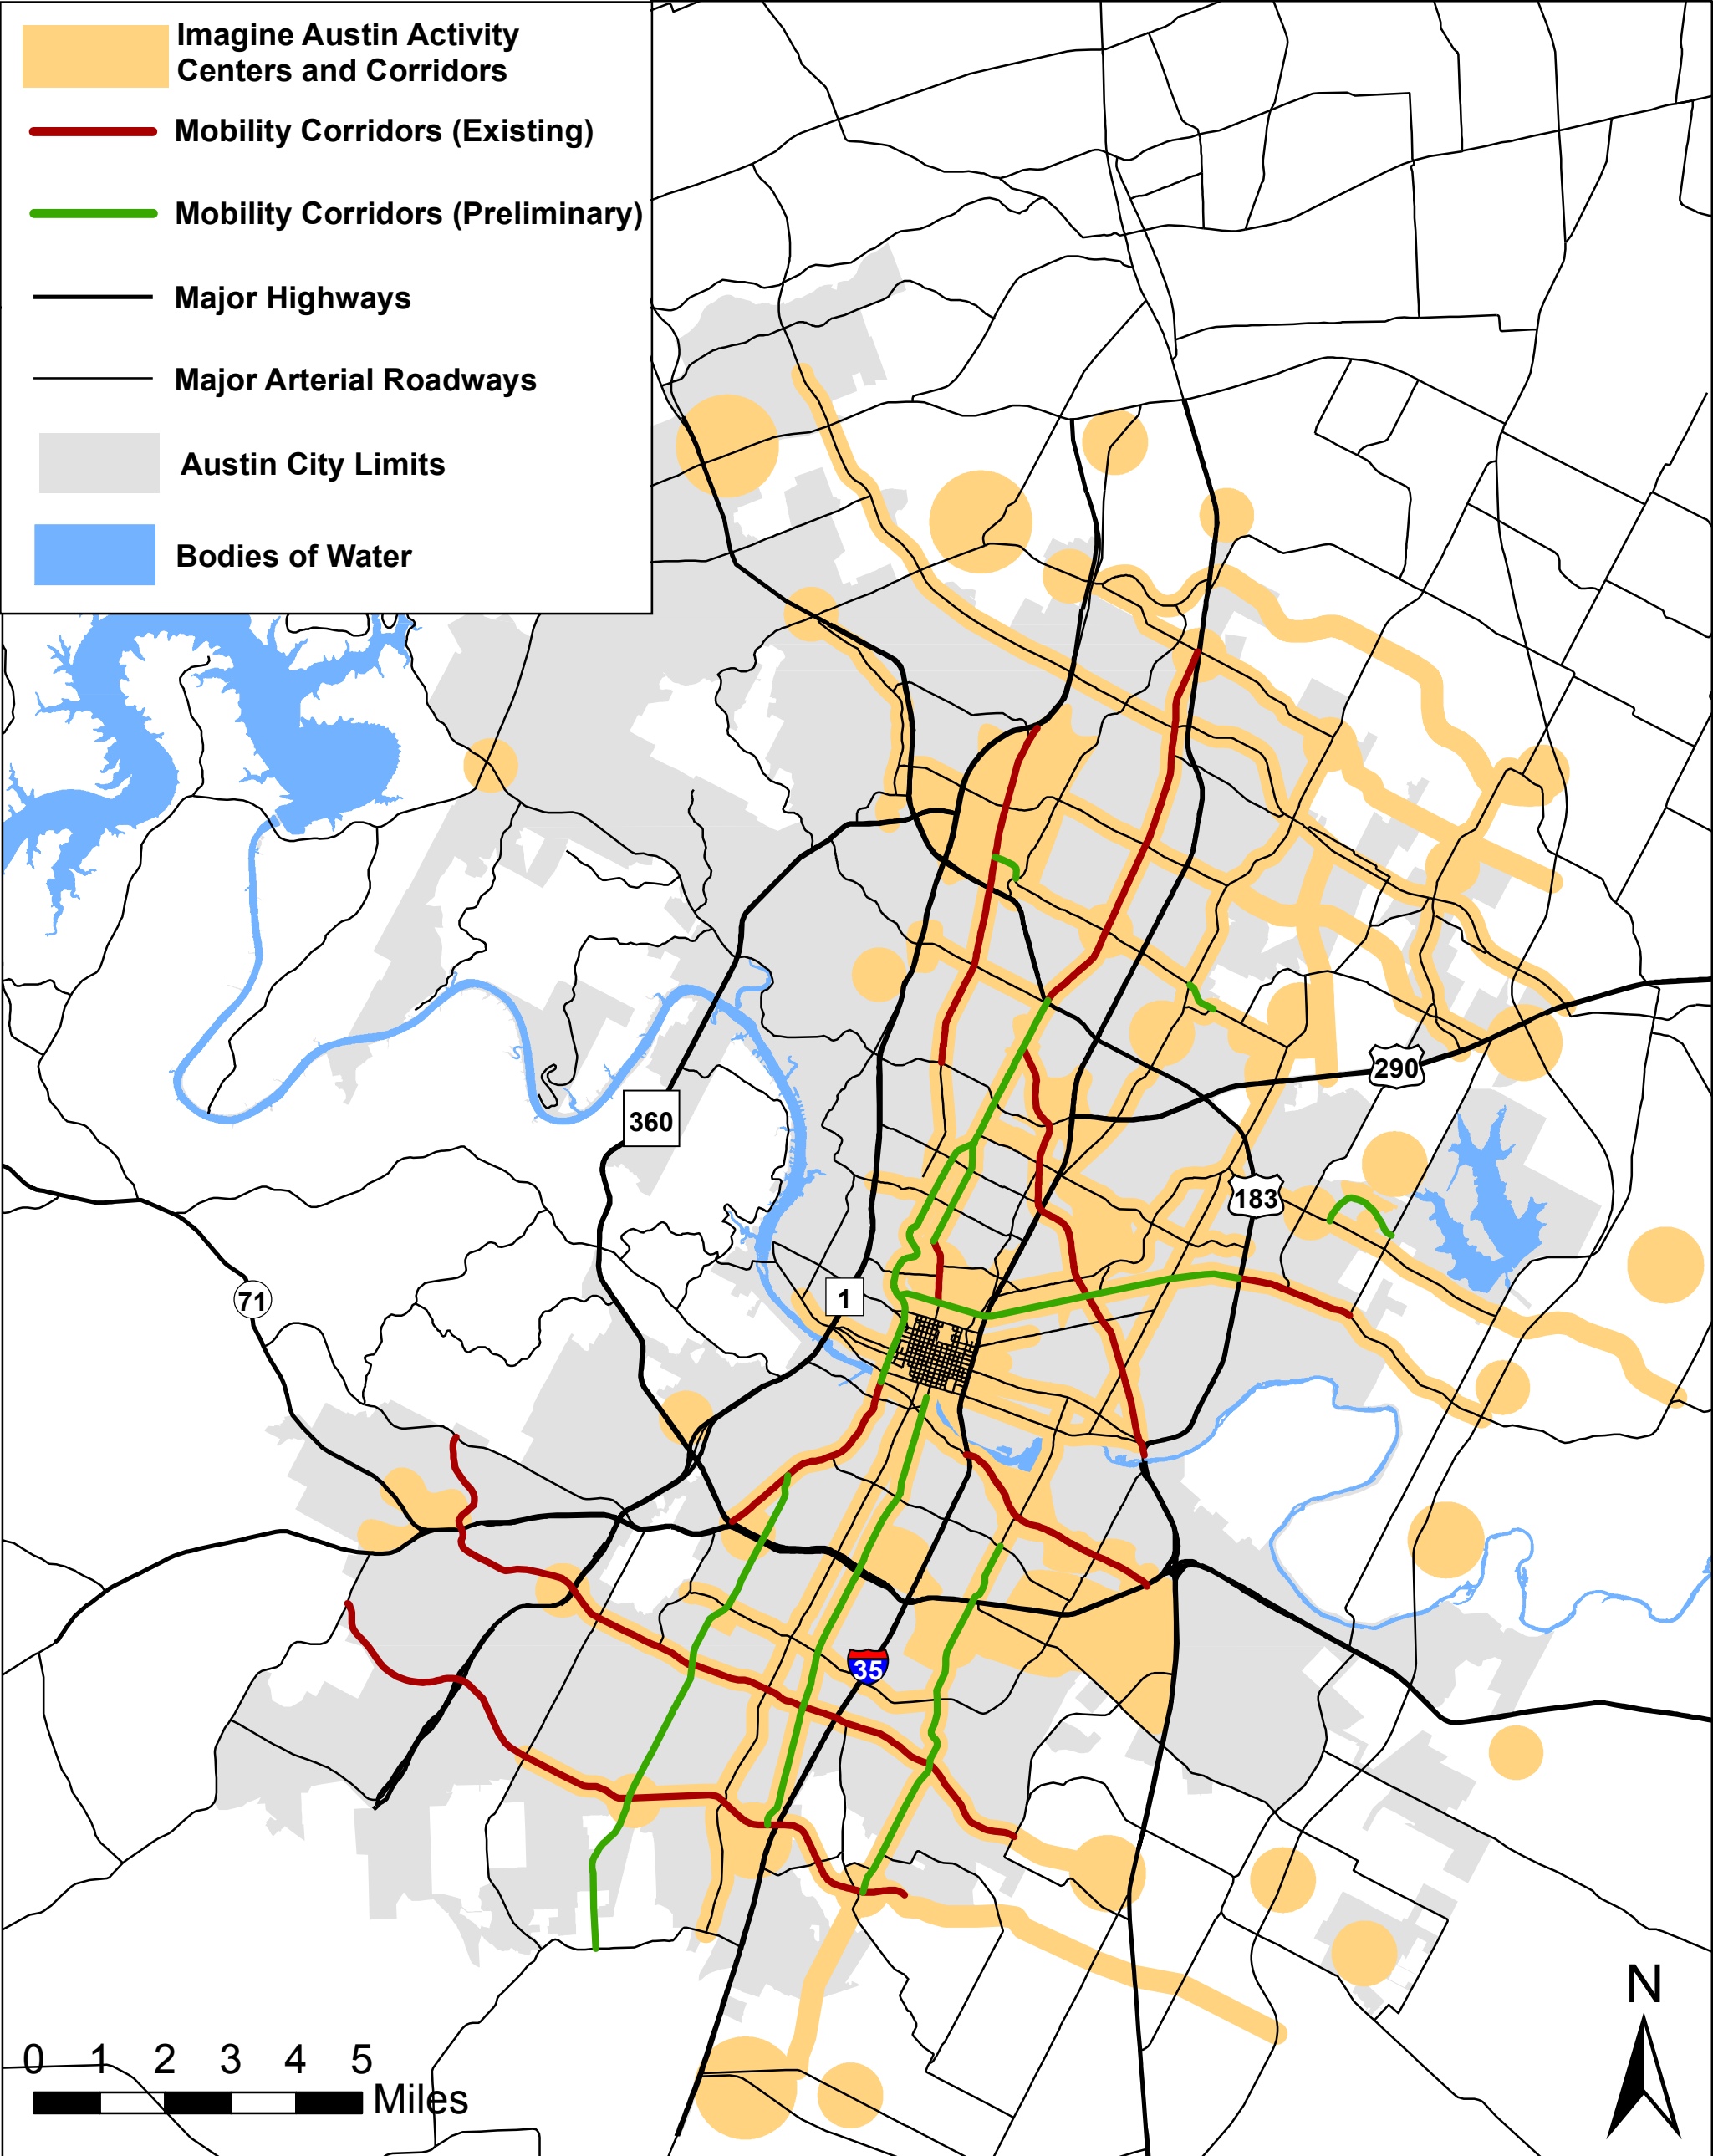 Imagine Austin Activity
Centers and Corridors
Mobility Corridors (Existing)
Mobility Corridors (Preliminary)
Major Highways
Major Arterial Roadways
Austin City Limits
Bodies of Water
290
360
183
71
1
35
N
0 1 2 3 4 5
Miles